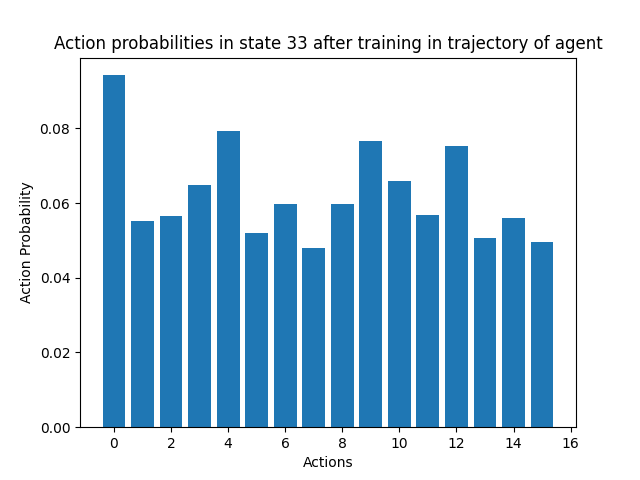 Action probabilities in state 33 after training in trajectory of agent
0.08
0.06
0.04
0.02
0.00
Action Probability
0 2 4 6 8 10 12 14 16
Actions